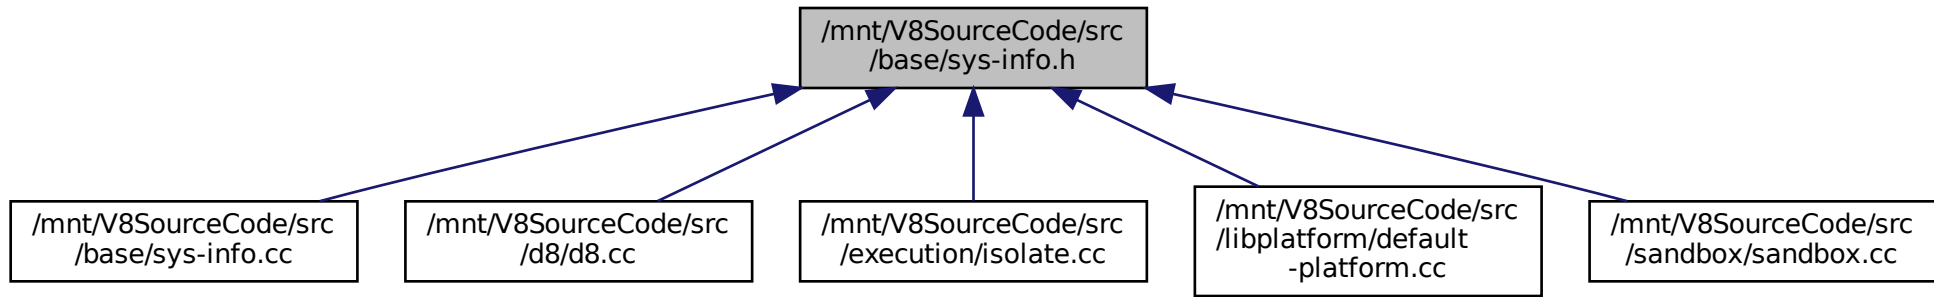 /mnt/V8SourceCode/src
/base/sys-info.h
/mnt/V8SourceCode/src
/base/sys-info.cc
/mnt/V8SourceCode/src
/d8/d8.cc
/mnt/V8SourceCode/src
/execution/isolate.cc
/mnt/V8SourceCode/src
/libplatform/default
-platform.cc
/mnt/V8SourceCode/src
/sandbox/sandbox.cc